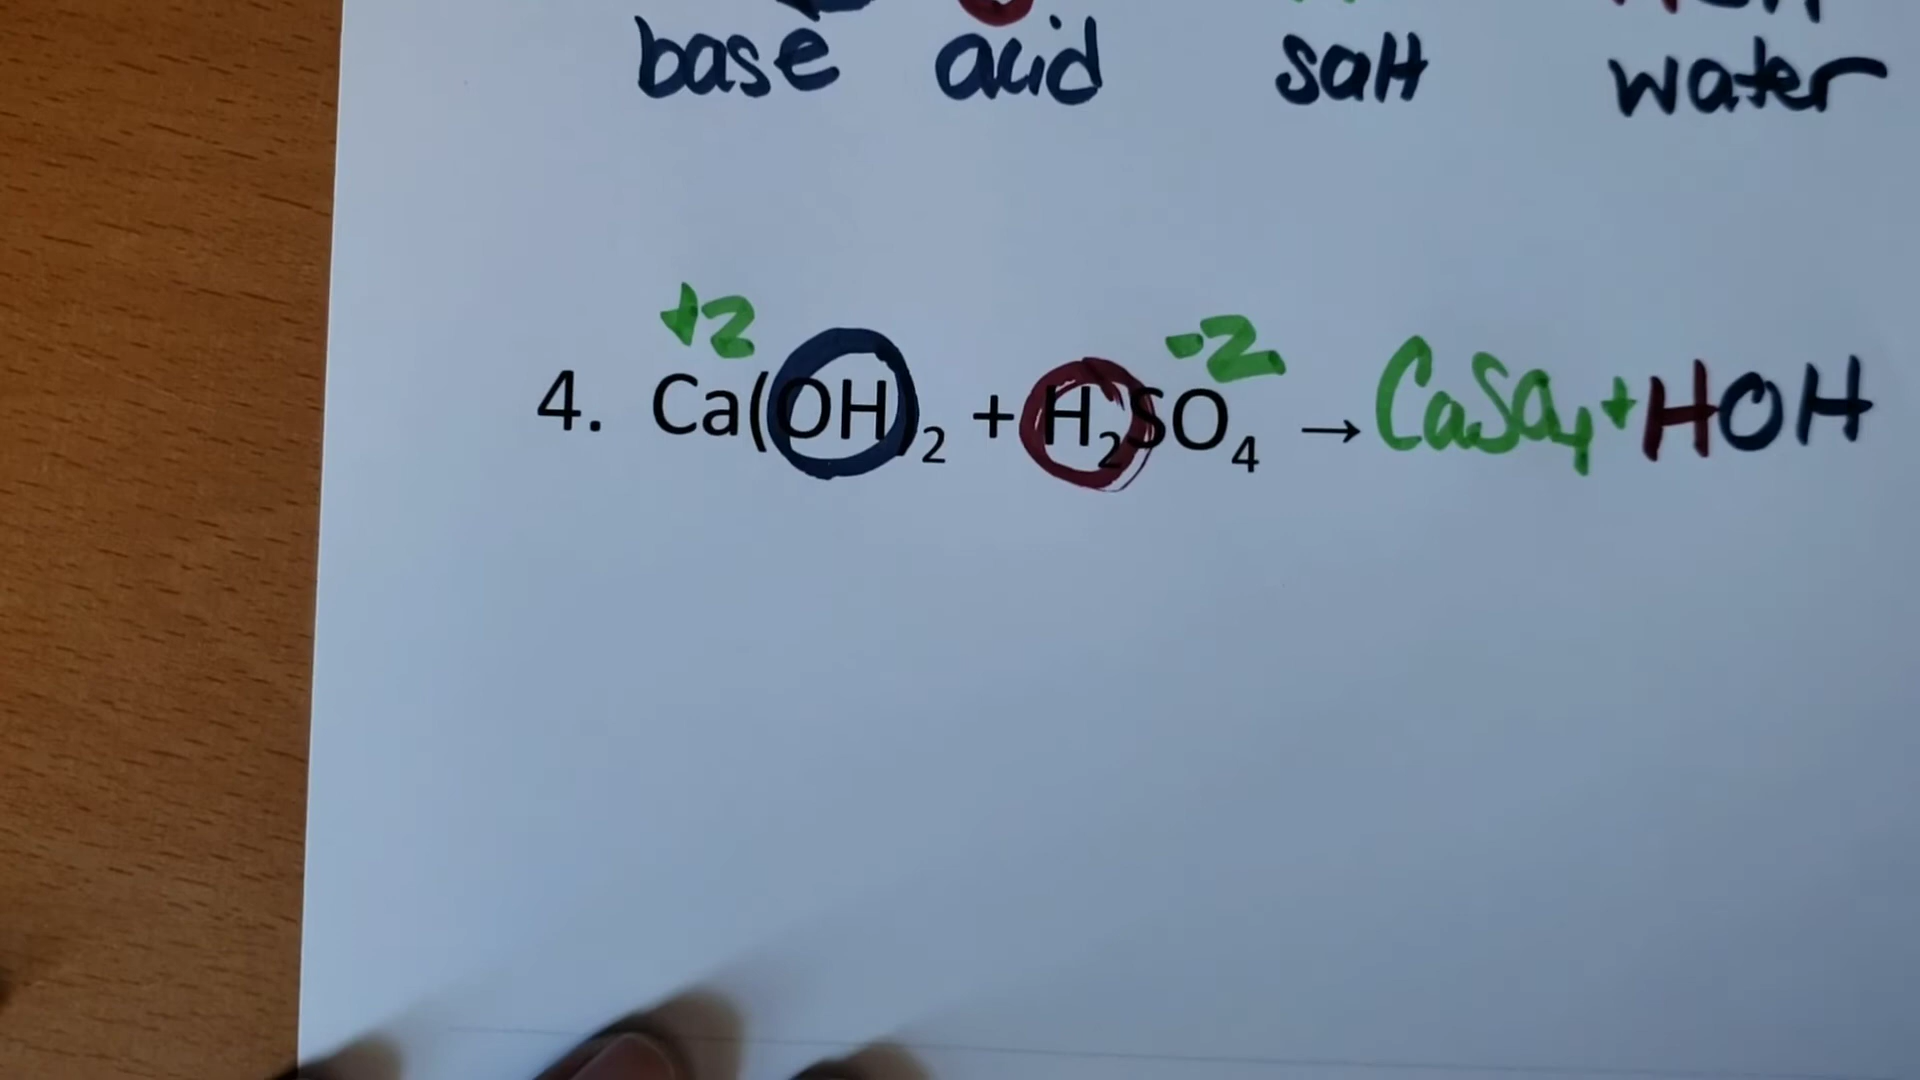 base acid salt water
4. Ca(OH)₂ + H₂SO₄ → CaSO₄ + HOH
+2 -2